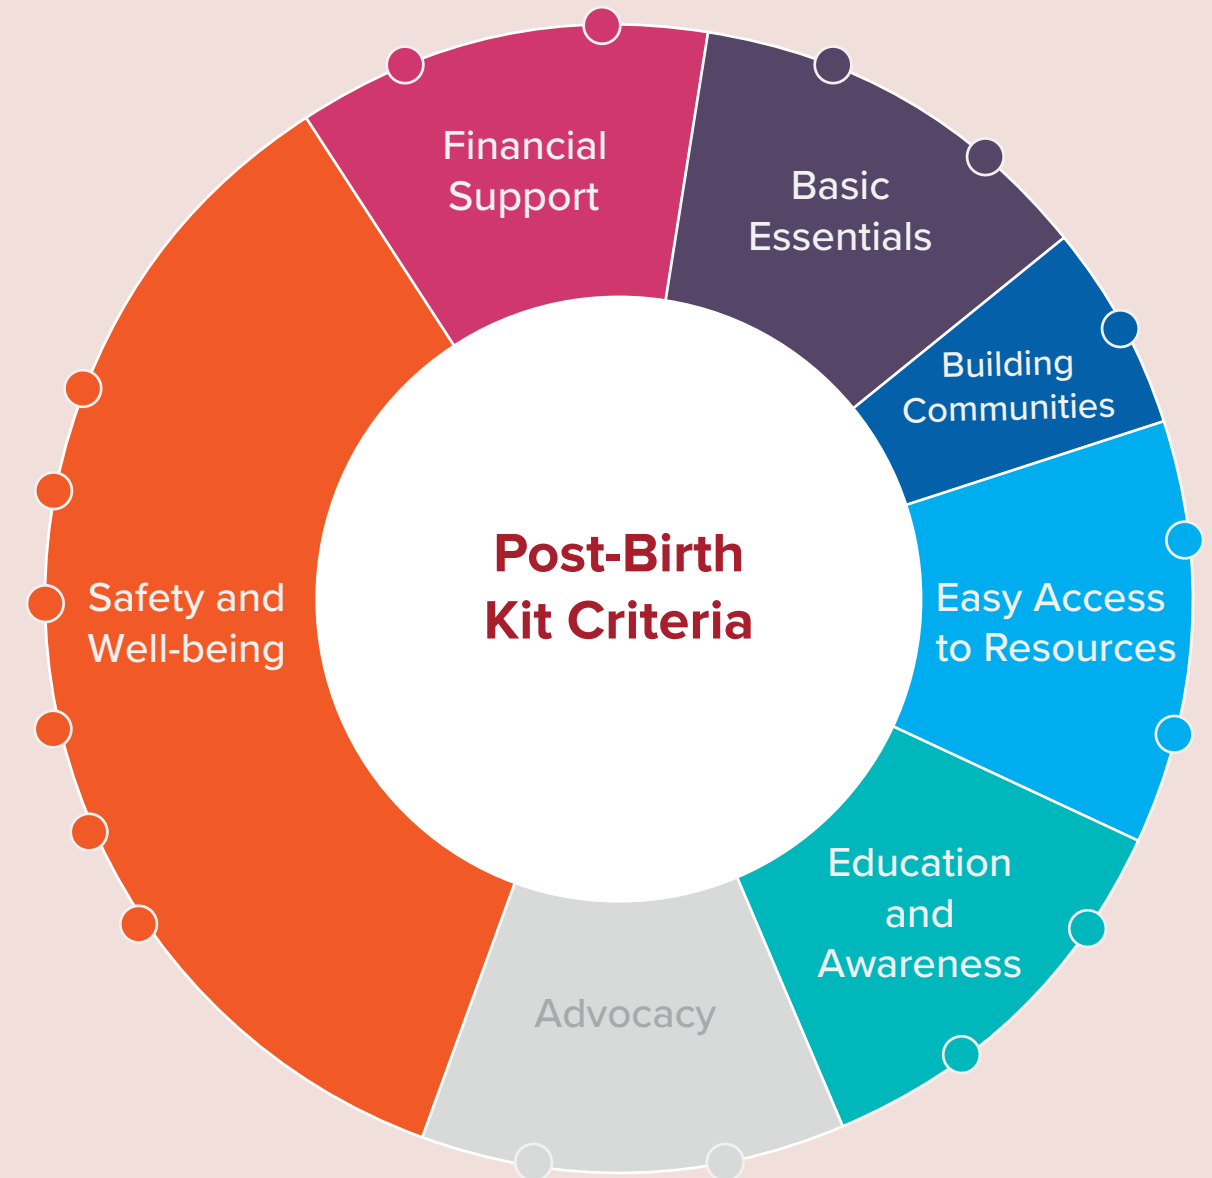 Financial
Support
Basic
Essentials
Building
Communities
Post-Birth
Kit Criteria
Safety and
Well-being
Easy Access
to Resources
Education
and
Awareness
Advocacy